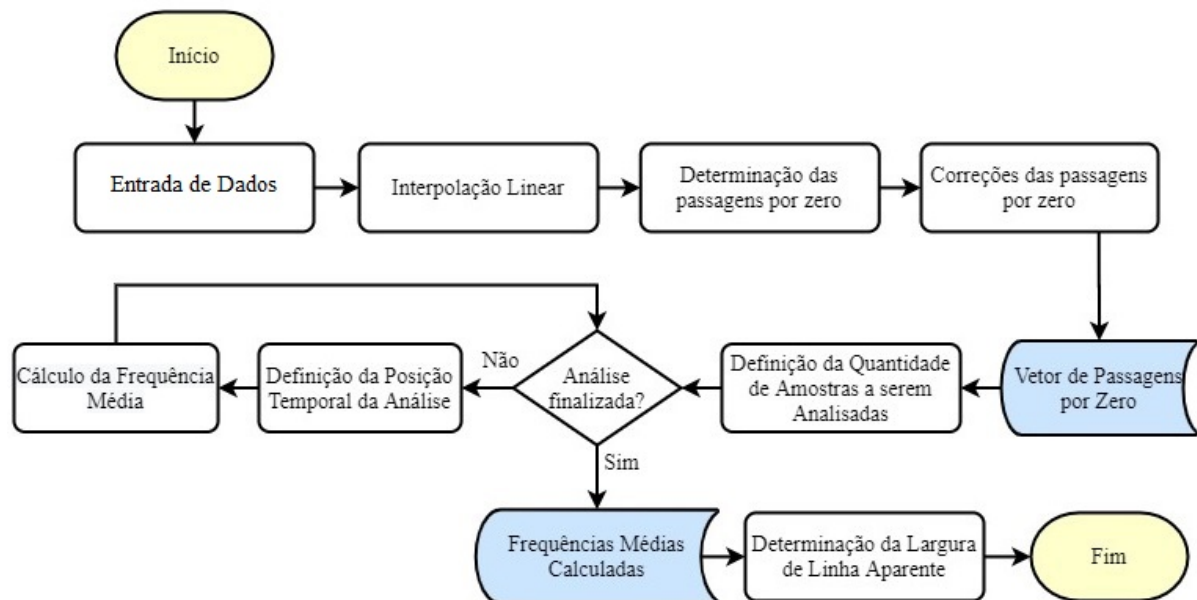 Início
Entrada de Dados
Interpolação Linear
Determinação das
passagens por zero
Correções das passagens
por zero
Vetor de Passagens
por Zero
Definição da Quantidade
de Amostras a serem
Analisadas
Análise
finalizada?
Não
Definição da Posição
Temporal da Análise
Cálculo da Frequência
Média
Sim
Frequências Médias
Calculadas
Determinação da Largura
de Linha Aparente
Fim